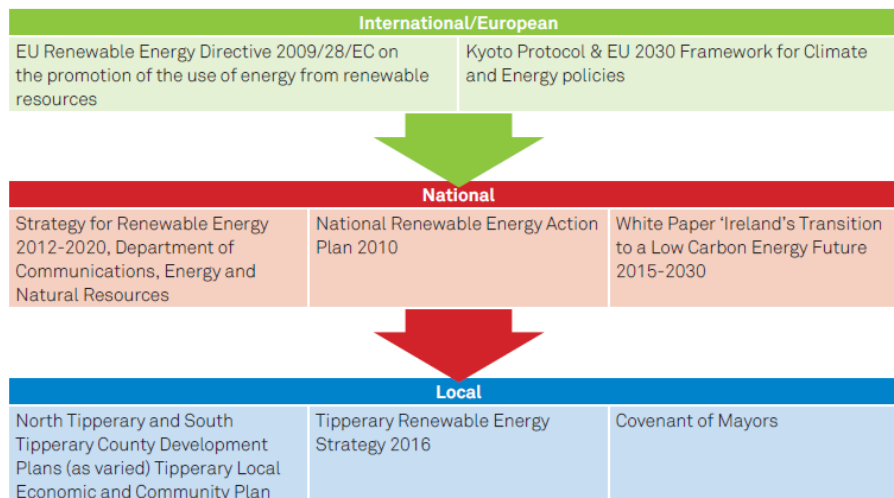 International/European
EU Renewable Energy Directive 2009/28/EC on
the promotion of the use of energy from renewable
resources
Kyoto Protocol & EU 2030 Framework for Climate
and Energy policies
National
Strategy for Renewable Energy
2012-2020, Department of
Communications, Energy and
Natural Resources
National Renewable Energy Action
Plan 2010
White Paper ‘Ireland’s Transition
to a Low Carbon Energy Future
2015-2030
Local
North Tipperary and South
Tipperary County Development
Plans (as varied) Tipperary Local
Economic and Community Plan
Tipperary Renewable Energy
Strategy 2016
Covenant of Mayors